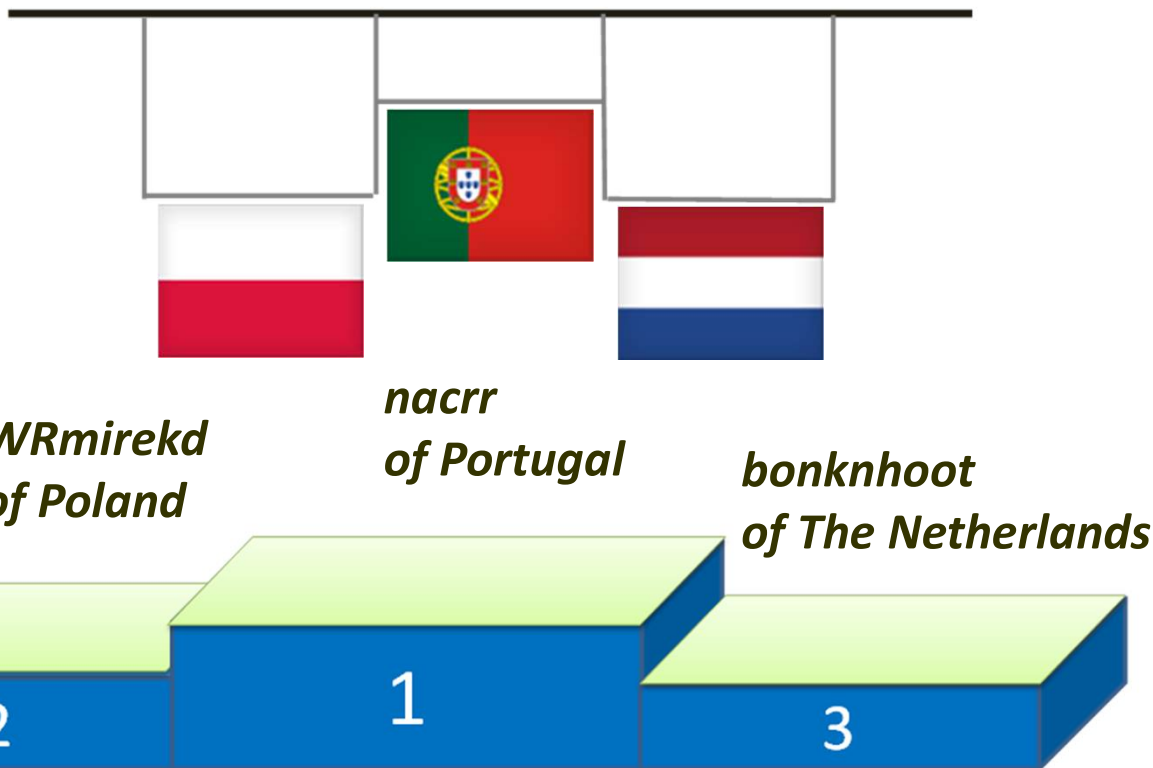 nacrr
of Portugal
WRmirekd
of Poland
bonknhoot
of The Netherlands
1
2
3